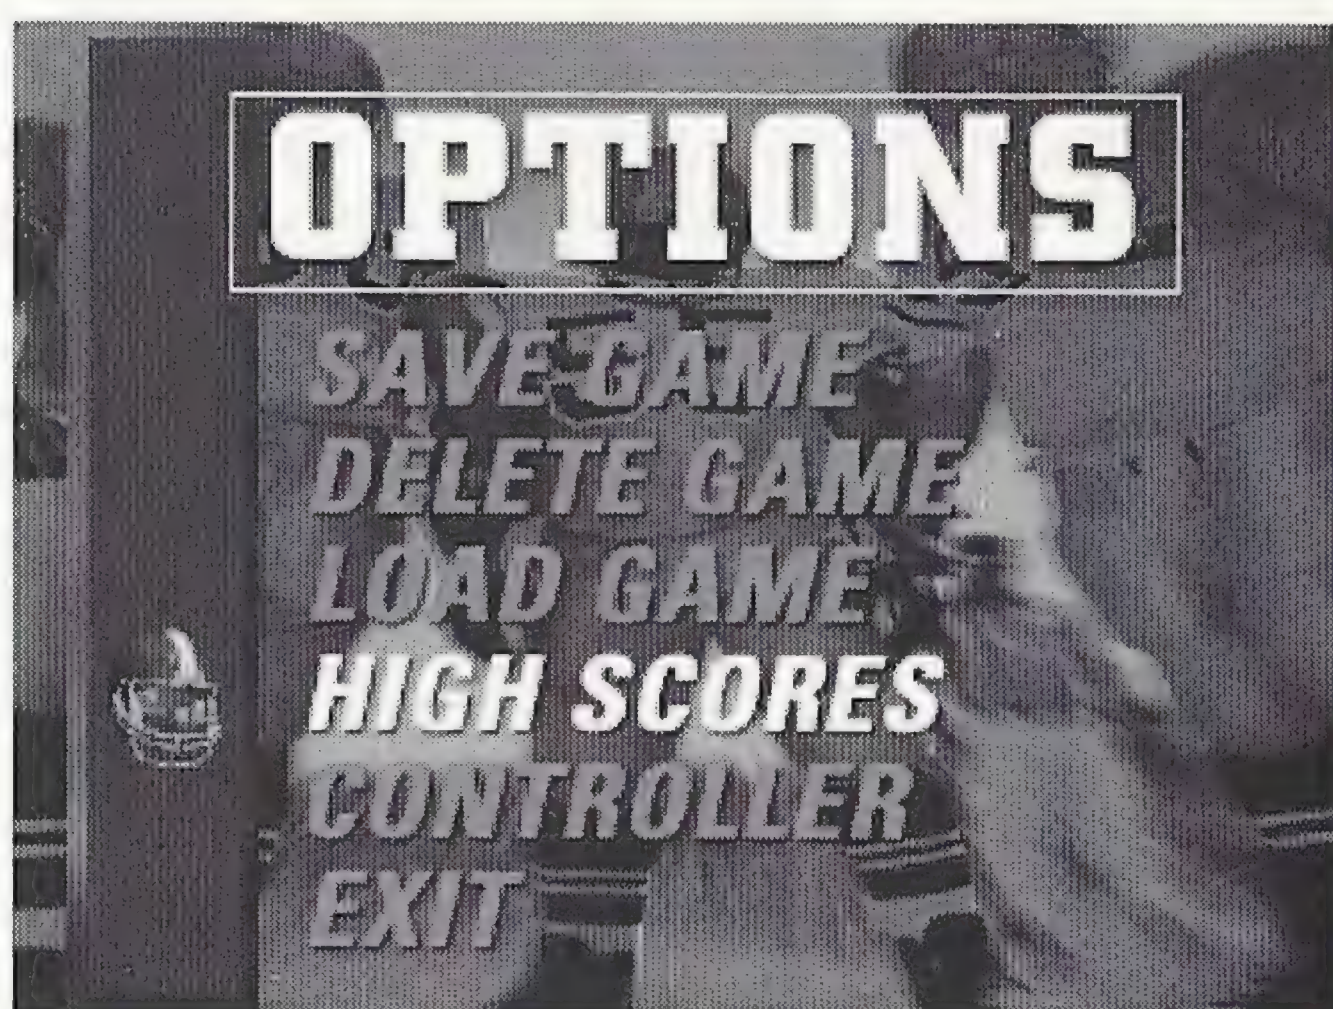 OPTIONS
SAVE GAME
DELETE GAME
LOAD GAME
HIGH SCORES
CONTROLLER
EXIT